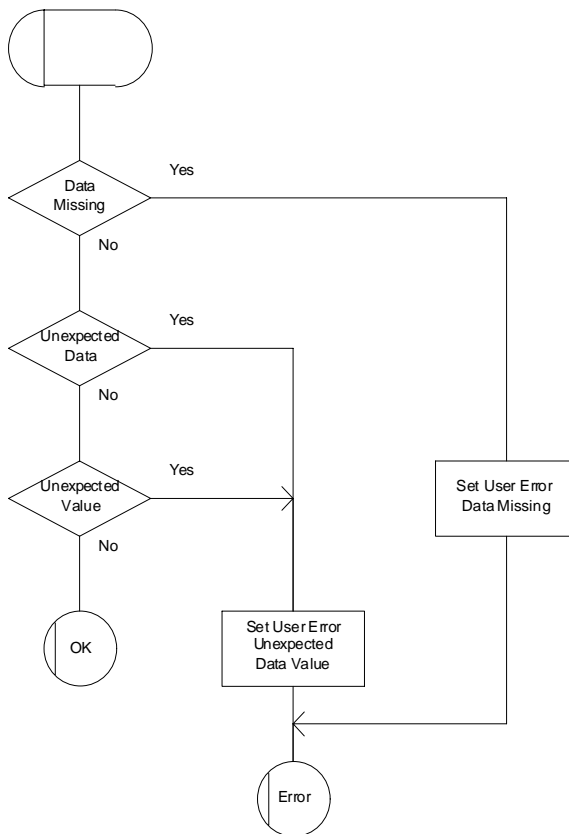 Yes
Data
Missing
No
Yes
Unexpected
Data
No
Yes
Unexpected
Value
Set User Error
Data Missing
No
OK
Set User Error
Unexpected
Data Value
Error